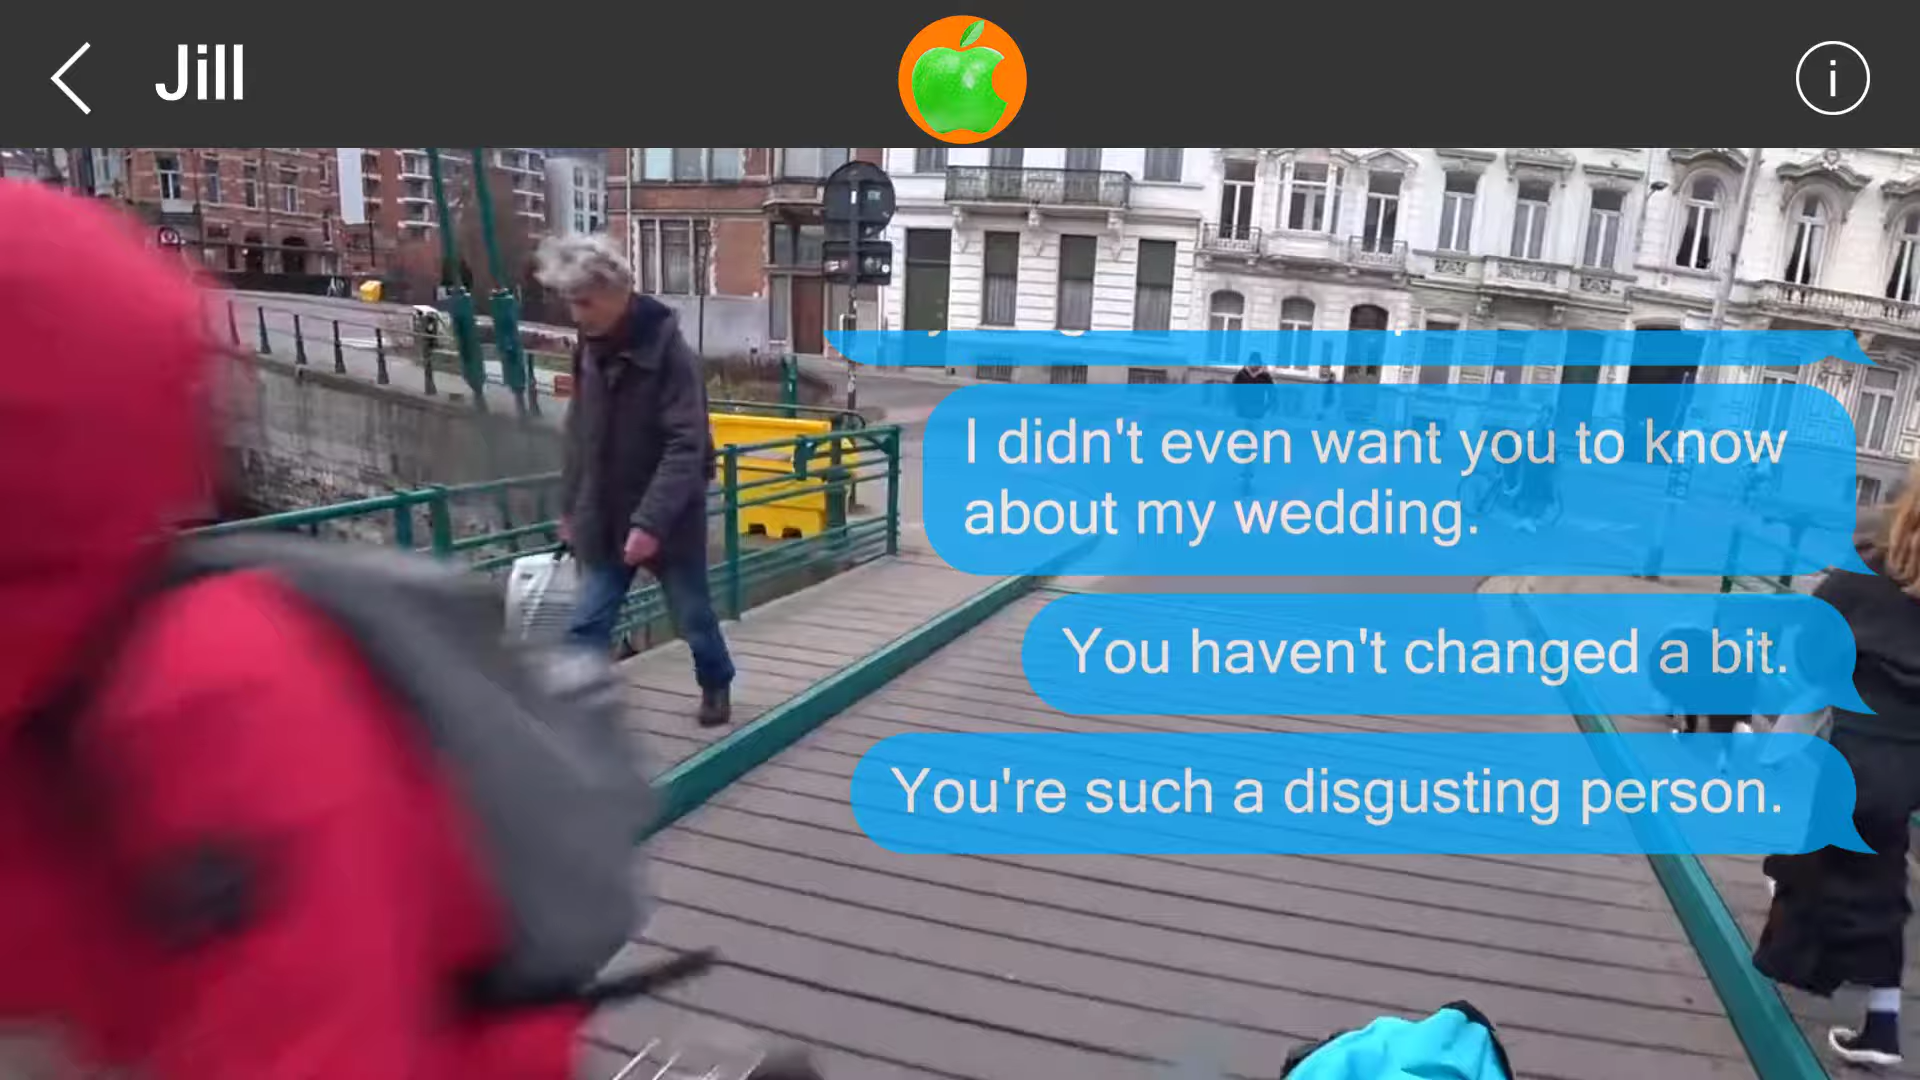 Jill
I didn't even want you to know
about my wedding.
You haven't changed a bit.
You're such a disgusting person.